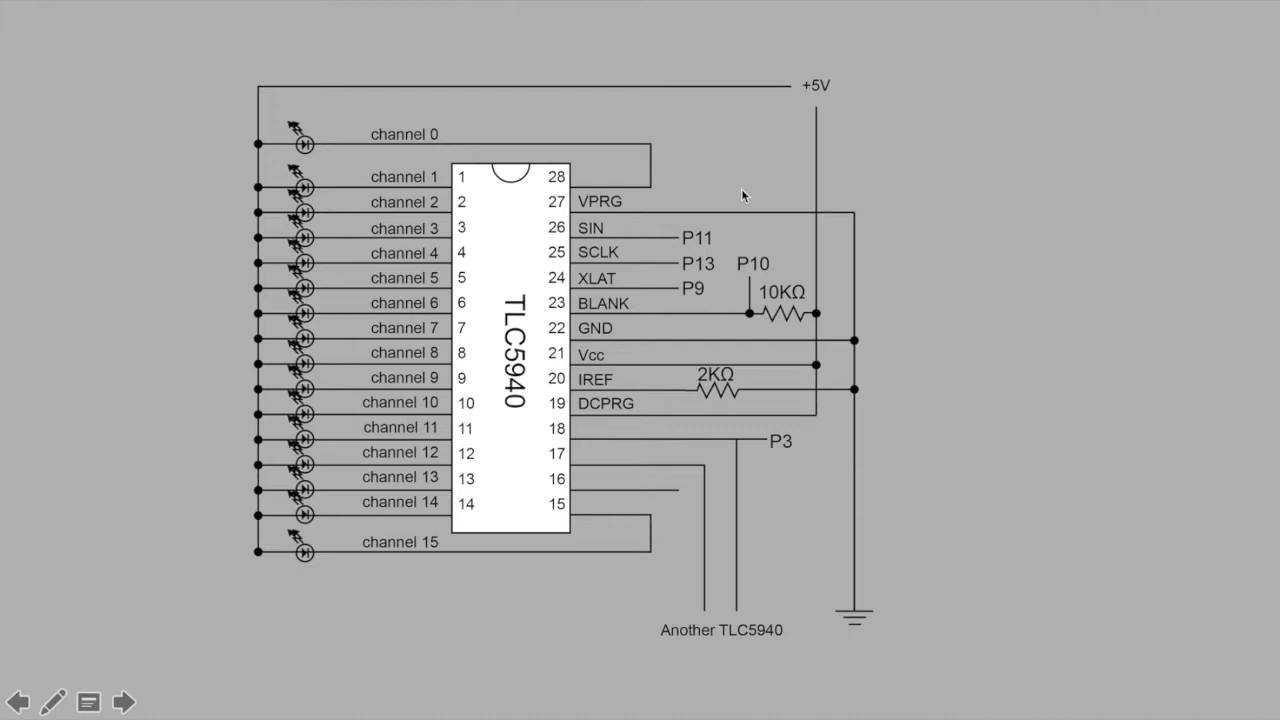 +5V
channel 0
channel 1 1 28
channel 2 2 27 VPRG
channel 3 3 26 SIN P11
channel 4 4 25 SCLK P13 P10
channel 5 5 24 XLAT P9 10KΩ
channel 6 6 23 BLANK
channel 7 7 22 GND
channel 8 8 21 Vcc
channel 9 9 20 IREF 2KΩ
channel 10 10 19 DCPRG
channel 11 11 18 P3
channel 12 12 17
channel 13 13 16
channel 14 14 15
TLC5940
channel 15
Another TLC5940